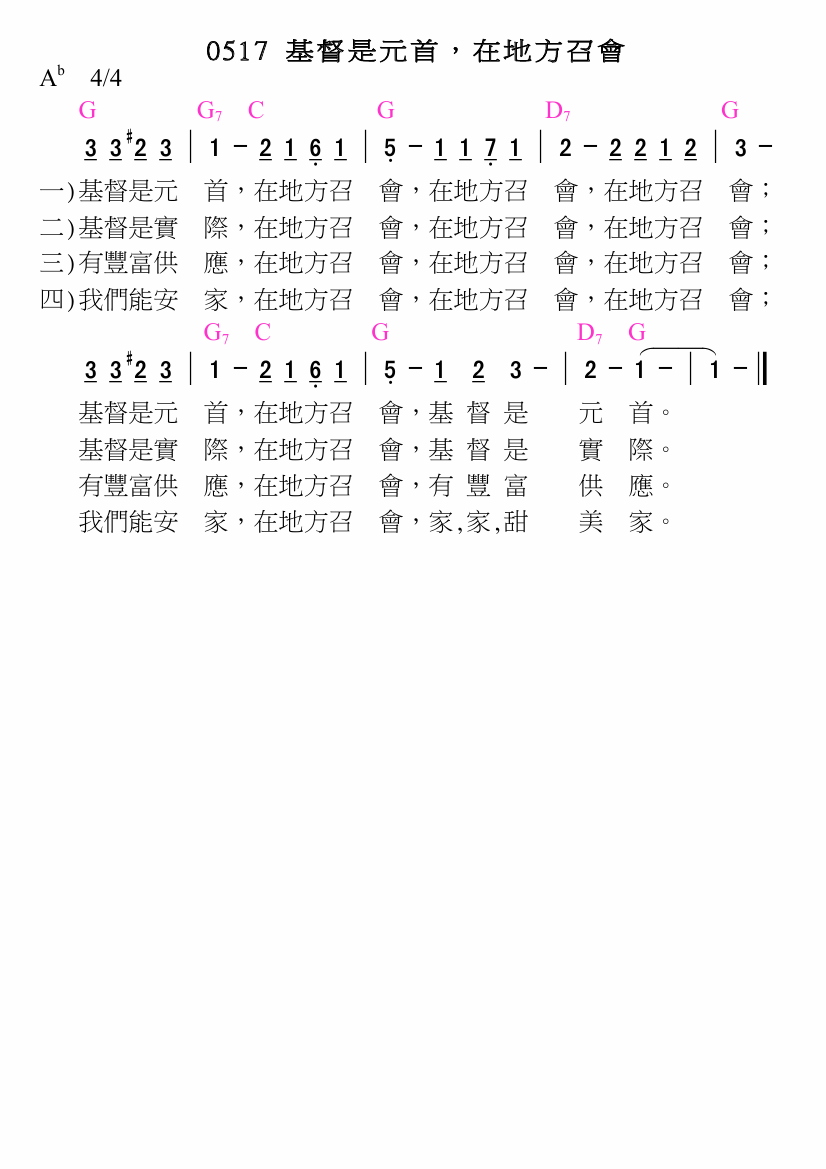 0517 基督是元首，在地方召會
A♭ 4/4
G G7 C G D7 G
3 3 #2 3 | 1 - 2 1 6̣ 1 | 5̣ - 1 1 7̣ 1 | 2 - 2 2 1 2 | 3 -
一)基督是元 首，在地方召 會，在地方召 會，在地方召 會；
二)基督是實 際，在地方召 會，在地方召 會，在地方召 會；
三)有豐富供 應，在地方召 會，在地方召 會，在地方召 會；
四)我們能安 家，在地方召 會，在地方召 會，在地方召 會；
G7 C G D7 G
3 3 #2 3 | 1 - 2 1 6̣ 1 | 5̣ - 1 2 3 - | 2 - 1 - | 1 - ‖
基督是元 首，在地方召 會，基 督 是 元 首。
基督是實 際，在地方召 會，基 督 是 實 際。
有豐富供 應，在地方召 會，有 豐 富 供 應。
我們能安 家，在地方召 會，家,家,甜 美 家。